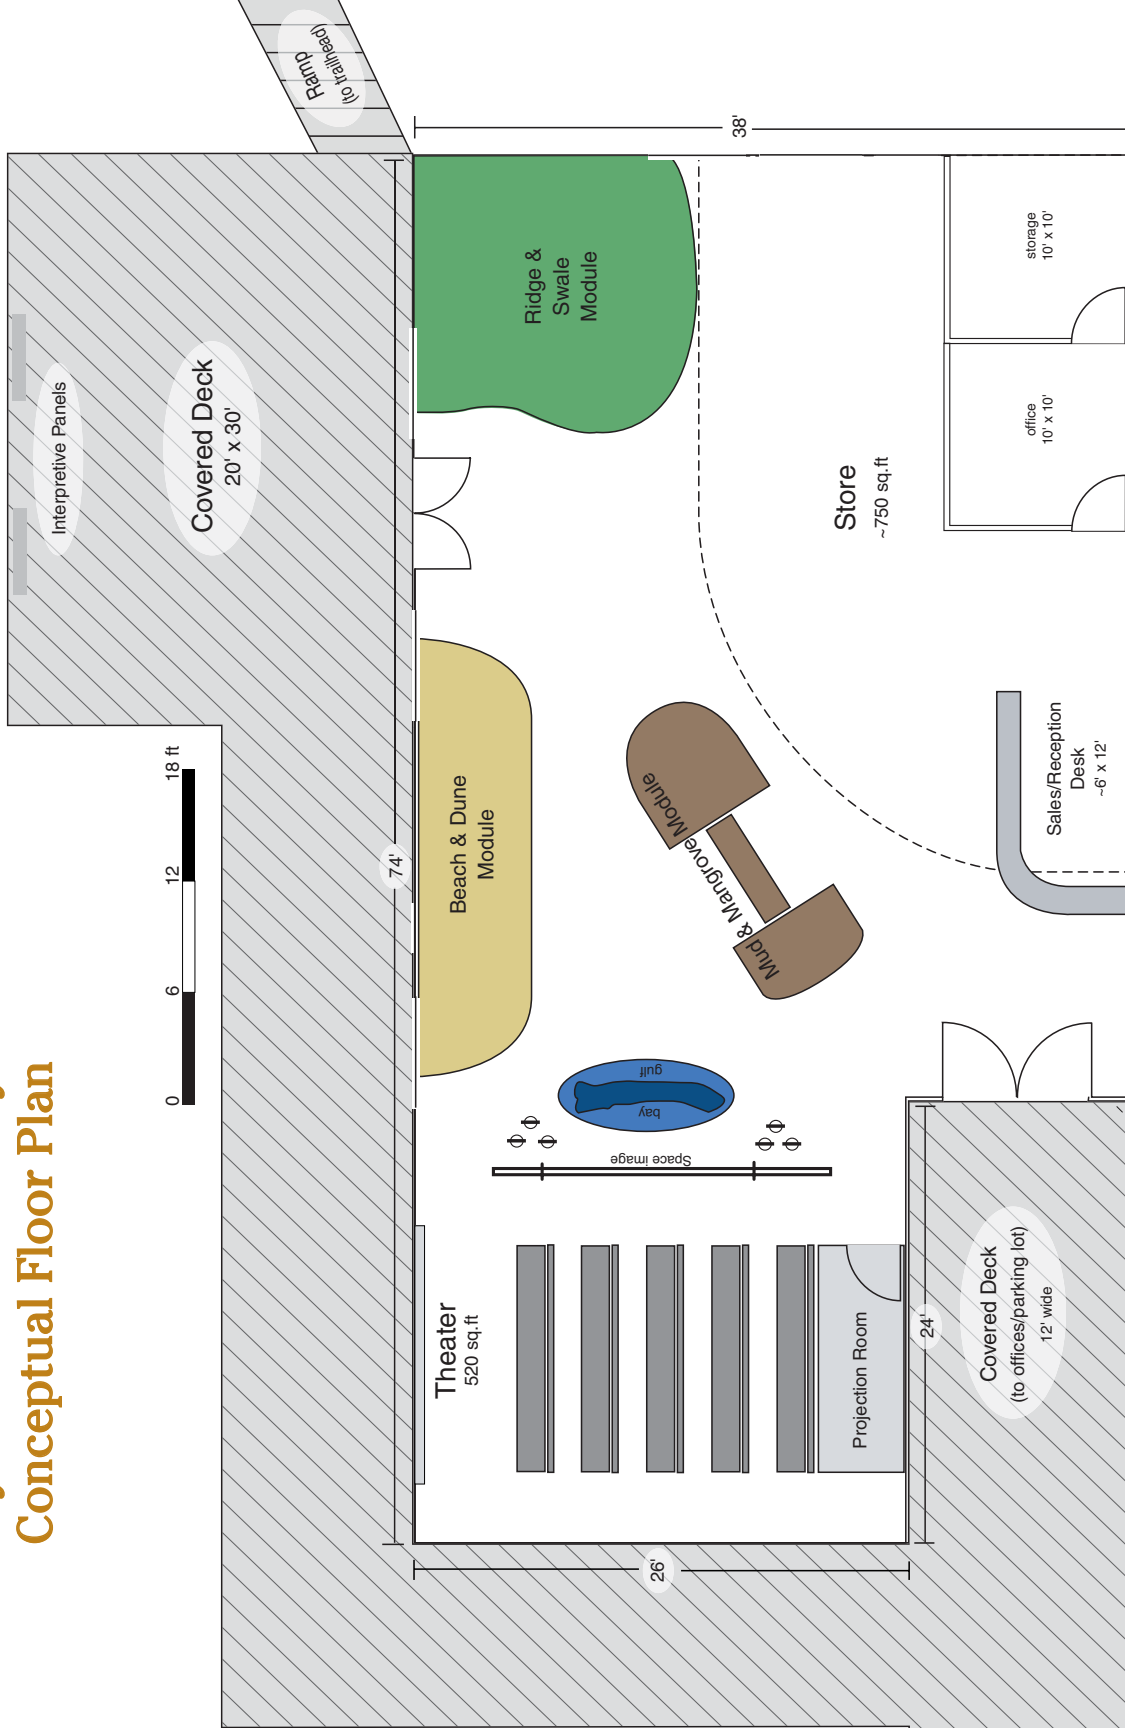 Conceptual Floor Plan
0
6
12
18 ft
Interpretive Panels
Covered Deck
20' x 30'
Ramp
(to trailhead)
74'
38'
Ridge &
Swale
Module
Beach & Dune
Module
Mud & Mangrove Module
gulf
bay
Space image
Theater
520 sq.ft
Projection Room
26'
24'
Covered Deck
(to offices/parking lot)
12' wide
Store
~750 sq.ft
Sales/Reception
Desk
~6' x 12'
office
10' x 10'
storage
10' x 10'